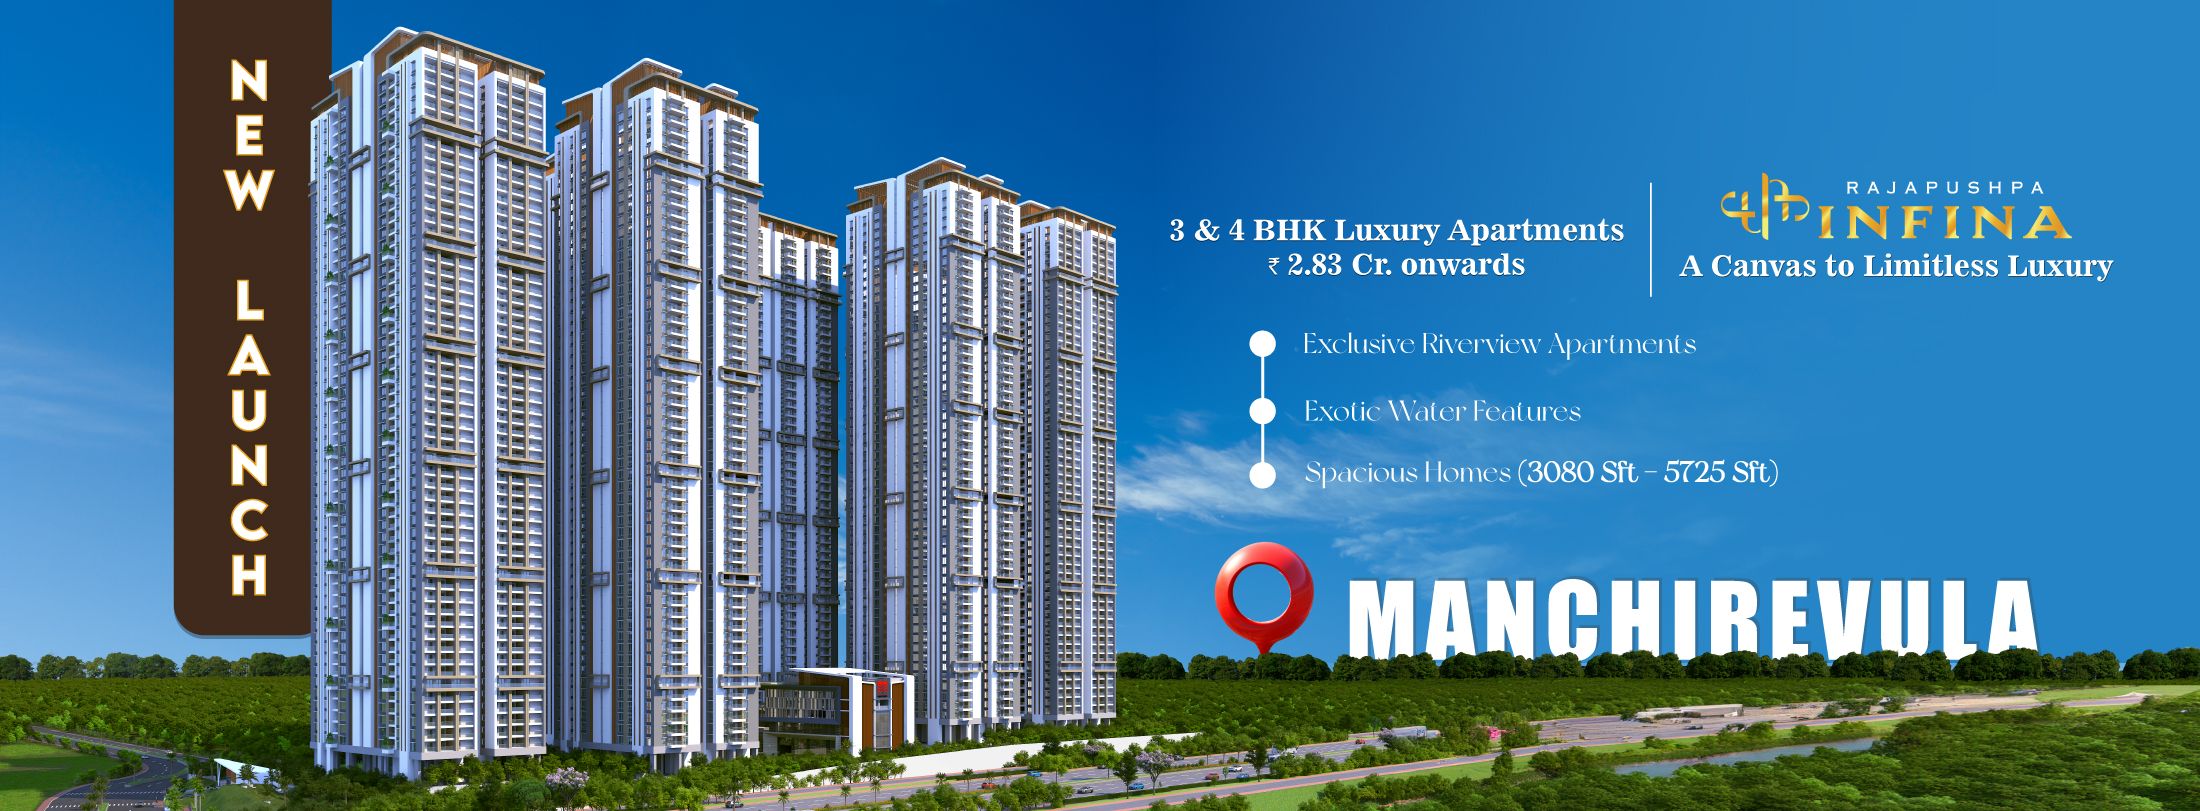 NEW LAUNCH
3 & 4 BHK Luxury Apartments
₹ 2.83 Cr. onwards
RAJAPUSHPA
INFINA
A Canvas to Limitless Luxury
Exclusive Riverview Apartments
Exotic Water Features
Spacious Homes (3080 Sft - 5725 Sft)
MANCHIREVULA